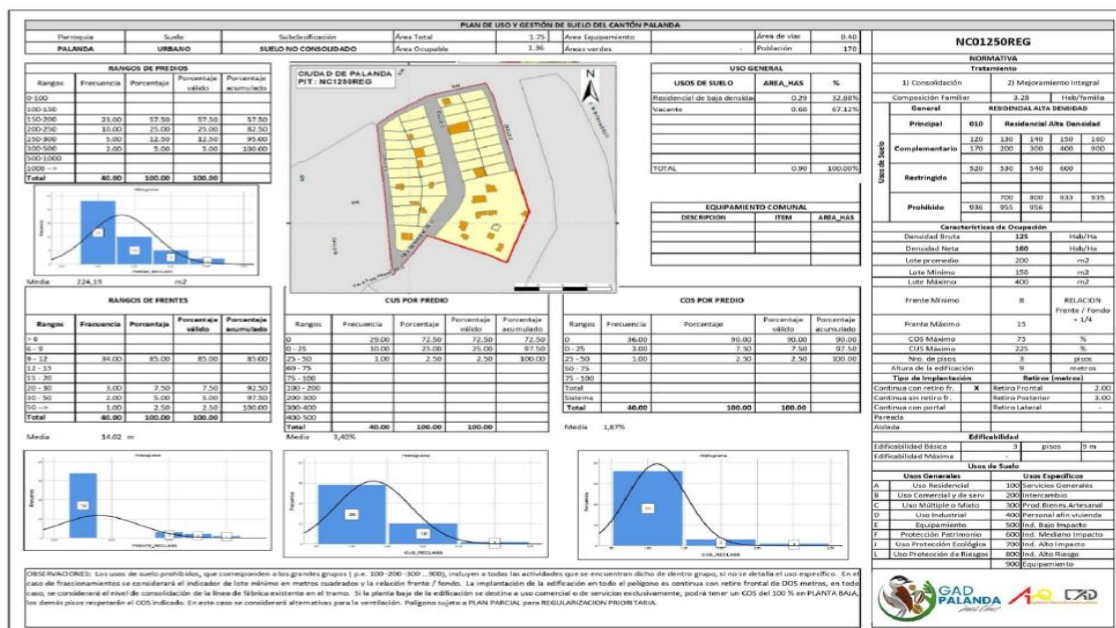 PLAN DE USO Y GESTIÓN DE SUELO DEL CANTÓN PALANDA
Parroquia Suelo Subclasificación Área Total 1.75 Area Equipamiento Área de vías 0.40
PALANDA URBANO SUELO NO CONSOLIDADO Área Ocupable 1.36 Áreas verdes - Población 170
RANGOS DE PREDIOS
Rangos Frecuencia Porcentaje Porcentaje válido Porcentaje acumulado
0-100
100-150
150-200 23.00 57.50 57.50 57.50
200-250 10.00 25.00 25.00 82.50
250-300 5.00 12.50 12.50 95.00
300-500 2.00 5.00 5.00 100.00
500-1000
1000 -->
Total 40.00 100.00 100.00
Histograma
Media 224,19 m2
CIUDAD DE PALANDA
PIT : NC1250REG
N
USO GENERAL
USOS DE SUELO AREA_HAS %
Residencial de baja densidad 0.29 32.88%
Vacante 0.60 67.12%
TOTAL 0.90 100.00%
EQUIPAMIENTO COMUNAL
DESCRIPCION ITEM AREA_HAS
RANGOS DE FRENTES
Rangos Frecuencia Porcentaje Porcentaje válido Porcentaje acumulado
> 6
6 - 9
9 - 12 34.00 85.00 85.00 85.00
12 - 15
15 - 20
20 - 30 3.00 7.50 7.50 92.50
30 - 50 2.00 5.00 5.00 97.50
50 --> 1.00 2.50 2.50 100.00
Total 40.00 100.00 100.00
Media 14.02 m
CUS POR PREDIO
Rangos Frecuencia Porcentaje Porcentaje válido Porcentaje acumulado
0 29.00 72.50 72.50 72.50
0 - 25 10.00 25.00 25.00 97.50
25 - 50 1.00 2.50 2.50 100.00
60 - 75
75 - 100
100 - 200
200-300
300-400
400-500
Total 40.00 100.00 100.00
Media 3,40%
COS POR PREDIO
Rangos Frecuencia Porcentaje Porcentaje válido Porcentaje acumulado
0 36.00 90.00 90.00 90.00
0 - 25 3.00 7.50 7.50 97.50
25 - 50 1.00 2.50 2.50 100.00
50 - 75
75 - 100
Total
Sistema
Total 40.00 100.00 100.00
Media 1,87%
Histograma
FRENTE_RECLASS
Histograma
CUS_RECLASS
Histograma
COS_RECLASS
NC01250REG
NORMATIVA
Tratamiento
1) Consolidación 2) Mejoramiento Integral
Composición Familiar 3.28 Hab/familia
General RESIDENCIAL ALTA DENSIDAD
Usos de Suelo
Principal 010 Residencial Alta Densidad
Complementario 120 130 140 150 160
170 200 300 400 900
Restringido 520 530 540 600
Prohibido 700 800 933 935
936 955 956
Características de Ocupación
Densidad Bruta 125 Hab/Ha
Densidad Neta 160 Hab/Ha
Lote promedio 200 m2
Lote Mínimo 150 m2
Lote Máximo 400 m2
Frente Mínimo 8 RELACION Frente / Fondo = 1/4
Frente Máximo 15
COS Máximo 75 %
CUS Máximo 225 %
Nro. de pisos 3 pisos
Altura de la edificación 9 metros
Tipo de Implantación Retiros (metros)
Continua con retiro fr. X Retiro Frontal 2.00
Continua sin retiro fr. Retiro Posterior 3.00
Continua con portal Retiro Lateral -
Pareada
Aislada
Edificabilidad
Edificabilidad Básica 3 pisos 9 m
Edificabilidad Máxima -
Usos de Suelo
Usos Generales Usos Específicos
A Uso Residencial 100 Servicios Generales
B Uso Comercial y de serv 200 Intercambio
C Uso Múltiple o Mixto 300 Prod.Bienes.Artesanal
D Uso Industrial 400 Personal afín vivienda
E Equipamiento 500 Ind. Bajo Impacto
F Protección Patrimonio 600 Ind. Mediano Impacto
J Uso Protección Ecológica 700 Ind. Alto Impacto
L Uso Protección de Riesgos 800 Ind. Alto Riesgo
900 Equipamiento
OBSERVACIONES: Los usos de suelo prohibidos, que corresponden a los grandes grupos ( p.e. 100 -200 -300 ...900), incluyen a todas las actividades que se encuentran dicho de dentro grupo, si no se detalla el uso específico. En el
caso de fraccionamientos se considerará el indicador de lote mínimo en metros cuadrados y la relación frente / fondo. La implantación de la edificación en todo el polígono es continua con retiro frontal de DOS metros, en todo
caso, se considerará el nivel de consolidación de la línea de fábrica existente en el tramo. Si la planta baja de la edificación se destina a uso comercial o de servicios exclusivamente, podrá tener un COS del 100 % en PLANTA BAJA,
los demás pisos respetarán el COS indicado. En este caso se considerará alternativas para la ventilación. Polígono sujeto a PLAN PARCIAL para REGULARIZACION PRIORITARIA.
GAD
PALANDA